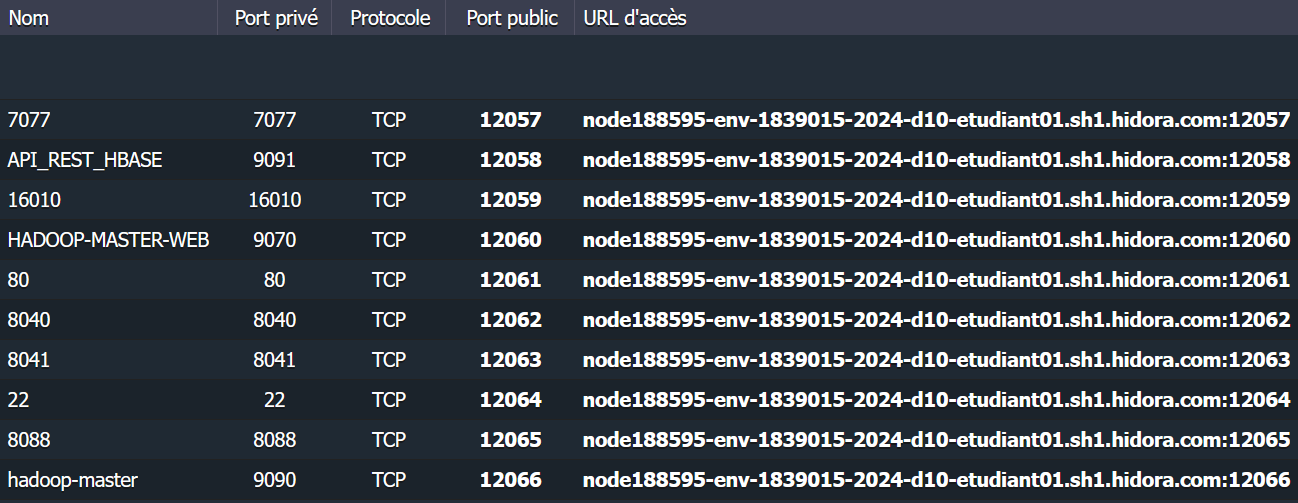 Nom Port privé Protocole Port public URL d'accès
7077 7077 TCP 12057 node188595-env-1839015-2024-d10-etudiant01.sh1.hidora.com:12057
API_REST_HBASE 9091 TCP 12058 node188595-env-1839015-2024-d10-etudiant01.sh1.hidora.com:12058
16010 16010 TCP 12059 node188595-env-1839015-2024-d10-etudiant01.sh1.hidora.com:12059
HADOOP-MASTER-WEB 9070 TCP 12060 node188595-env-1839015-2024-d10-etudiant01.sh1.hidora.com:12060
80 80 TCP 12061 node188595-env-1839015-2024-d10-etudiant01.sh1.hidora.com:12061
8040 8040 TCP 12062 node188595-env-1839015-2024-d10-etudiant01.sh1.hidora.com:12062
8041 8041 TCP 12063 node188595-env-1839015-2024-d10-etudiant01.sh1.hidora.com:12063
22 22 TCP 12064 node188595-env-1839015-2024-d10-etudiant01.sh1.hidora.com:12064
8088 8088 TCP 12065 node188595-env-1839015-2024-d10-etudiant01.sh1.hidora.com:12065
hadoop-master 9090 TCP 12066 node188595-env-1839015-2024-d10-etudiant01.sh1.hidora.com:12066